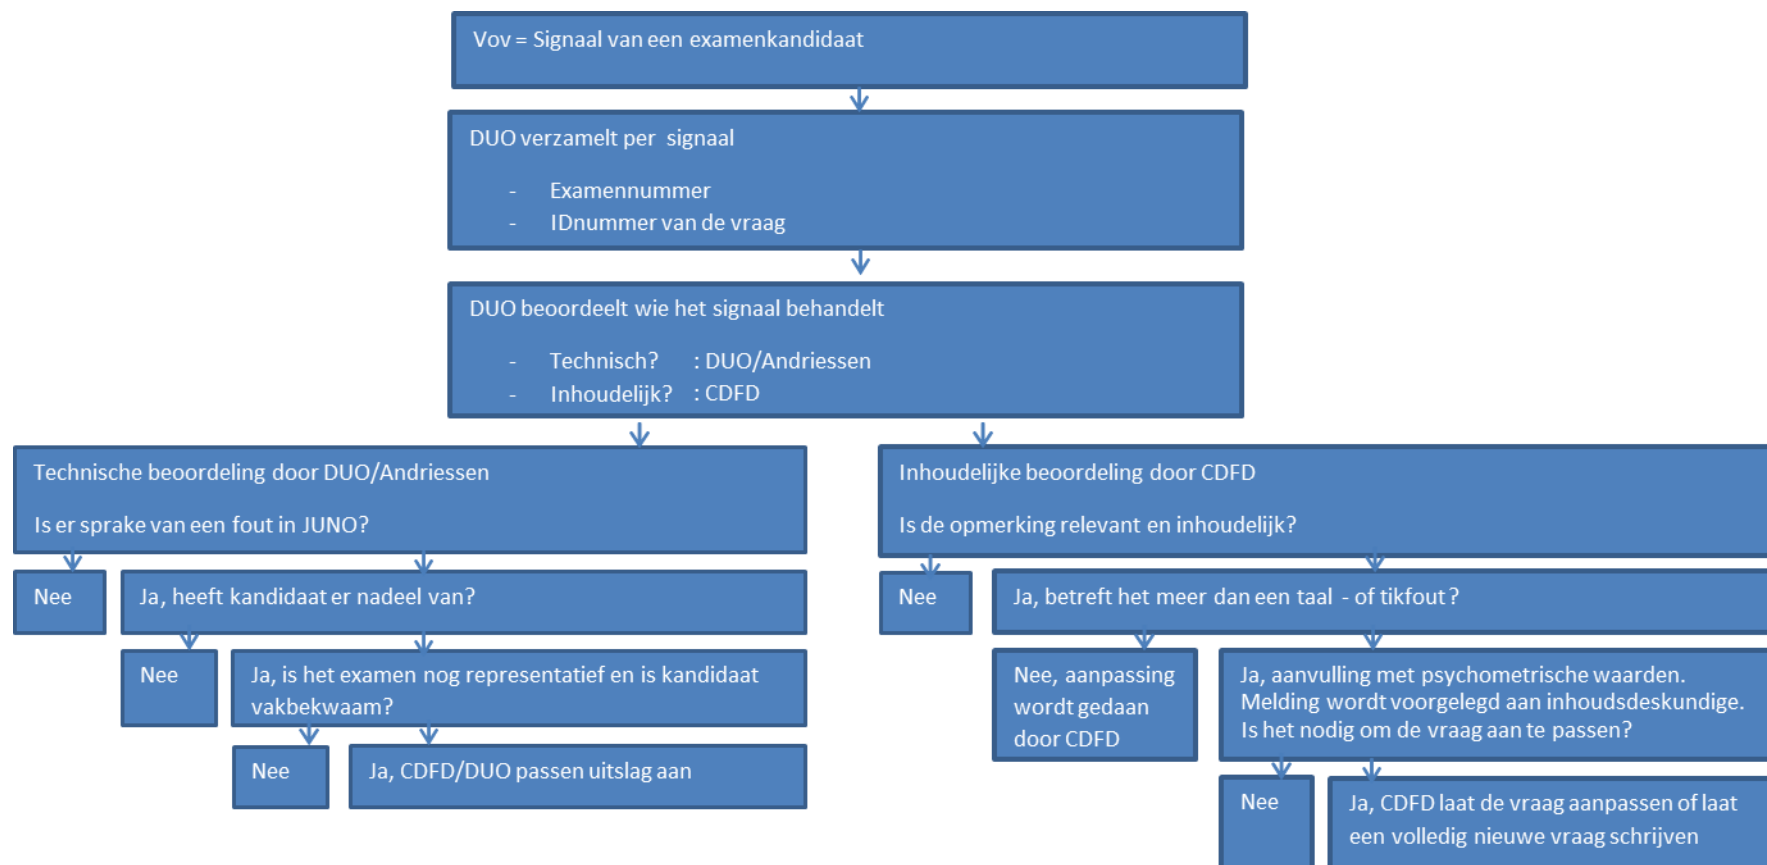 Vov = Signaal van een examenkandidaat
DUO verzamelt per signaal
- Examennummer
- IDnummer van de vraag
DUO beoordeelt wie het signaal behandelt
- Technisch? : DUO/Andriessen
- Inhoudelijk? : CDFD
Technische beoordeling door DUO/Andriessen
Is er sprake van een fout in JUNO?
Nee
Ja, heeft kandidaat er nadeel van?
Nee
Ja, is het examen nog representatief en is kandidaat
vakbekwaam?
Nee
Ja, CDFD/DUO passen uitslag aan
Inhoudelijke beoordeling door CDFD
Is de opmerking relevant en inhoudelijk?
Nee
Ja, betreft het meer dan een taal - of tikfout?
Nee, aanpassing
wordt gedaan
door CDFD
Ja, aanvulling met psychometrische waarden.
Melding wordt voorgelegd aan inhoudsdeskundige.
Is het nodig om de vraag aan te passen?
Nee
Ja, CDFD laat de vraag aanpassen of laat
een volledig nieuwe vraag schrijven